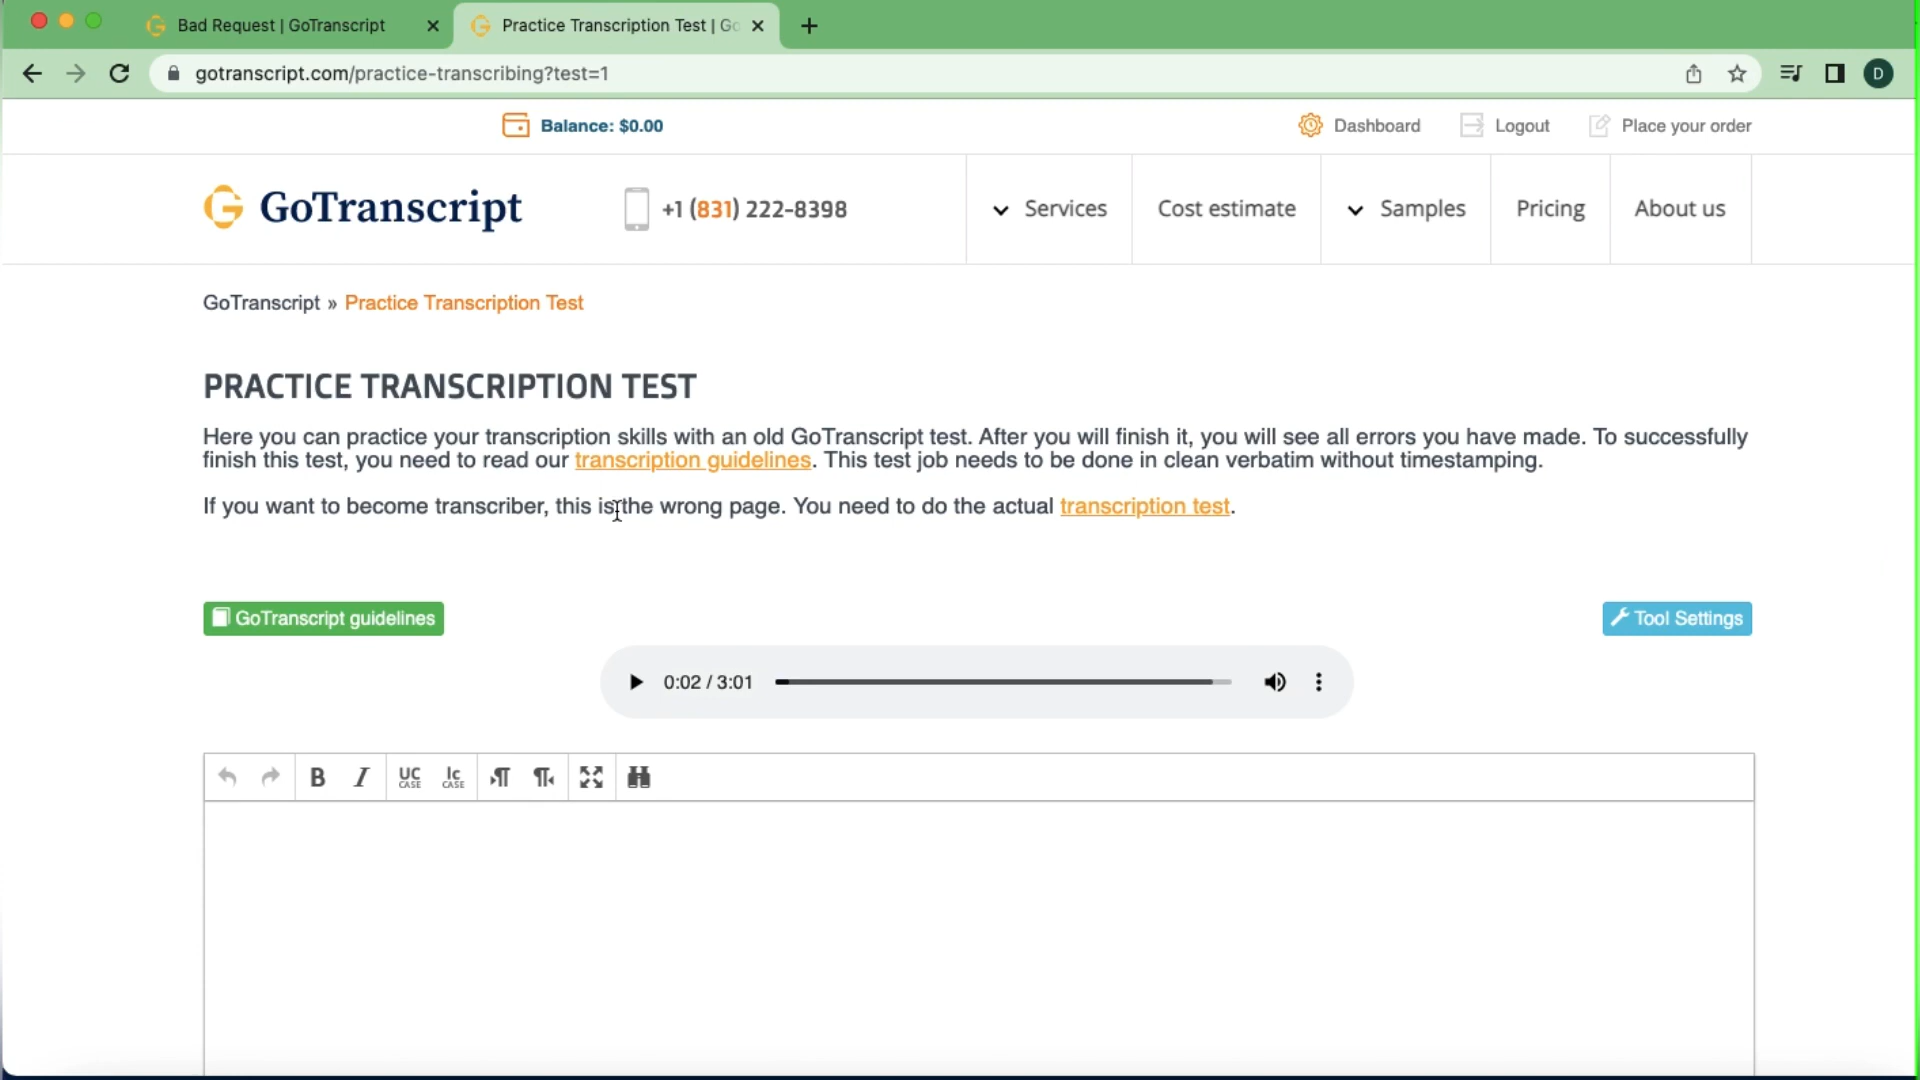 Bad Request | GoTranscript
Practice Transcription Test | Go
gotranscript.com/practice-transcribing?test=1
D
Balance: $0.00
Dashboard
Logout
Place your order
GoTranscript
+1 (831) 222-8398
Services
Cost estimate
Samples
Pricing
About us
GoTranscript » Practice Transcription Test
PRACTICE TRANSCRIPTION TEST
Here you can practice your transcription skills with an old GoTranscript test. After you will finish it, you will see all errors you have made. To successfully
finish this test, you need to read our transcription guidelines. This test job needs to be done in clean verbatim without timestamping.
If you want to become transcriber, this is the wrong page. You need to do the actual transcription test.
GoTranscript guidelines
Tool Settings
0:02 / 3:01
B I UC CASE lc CASE